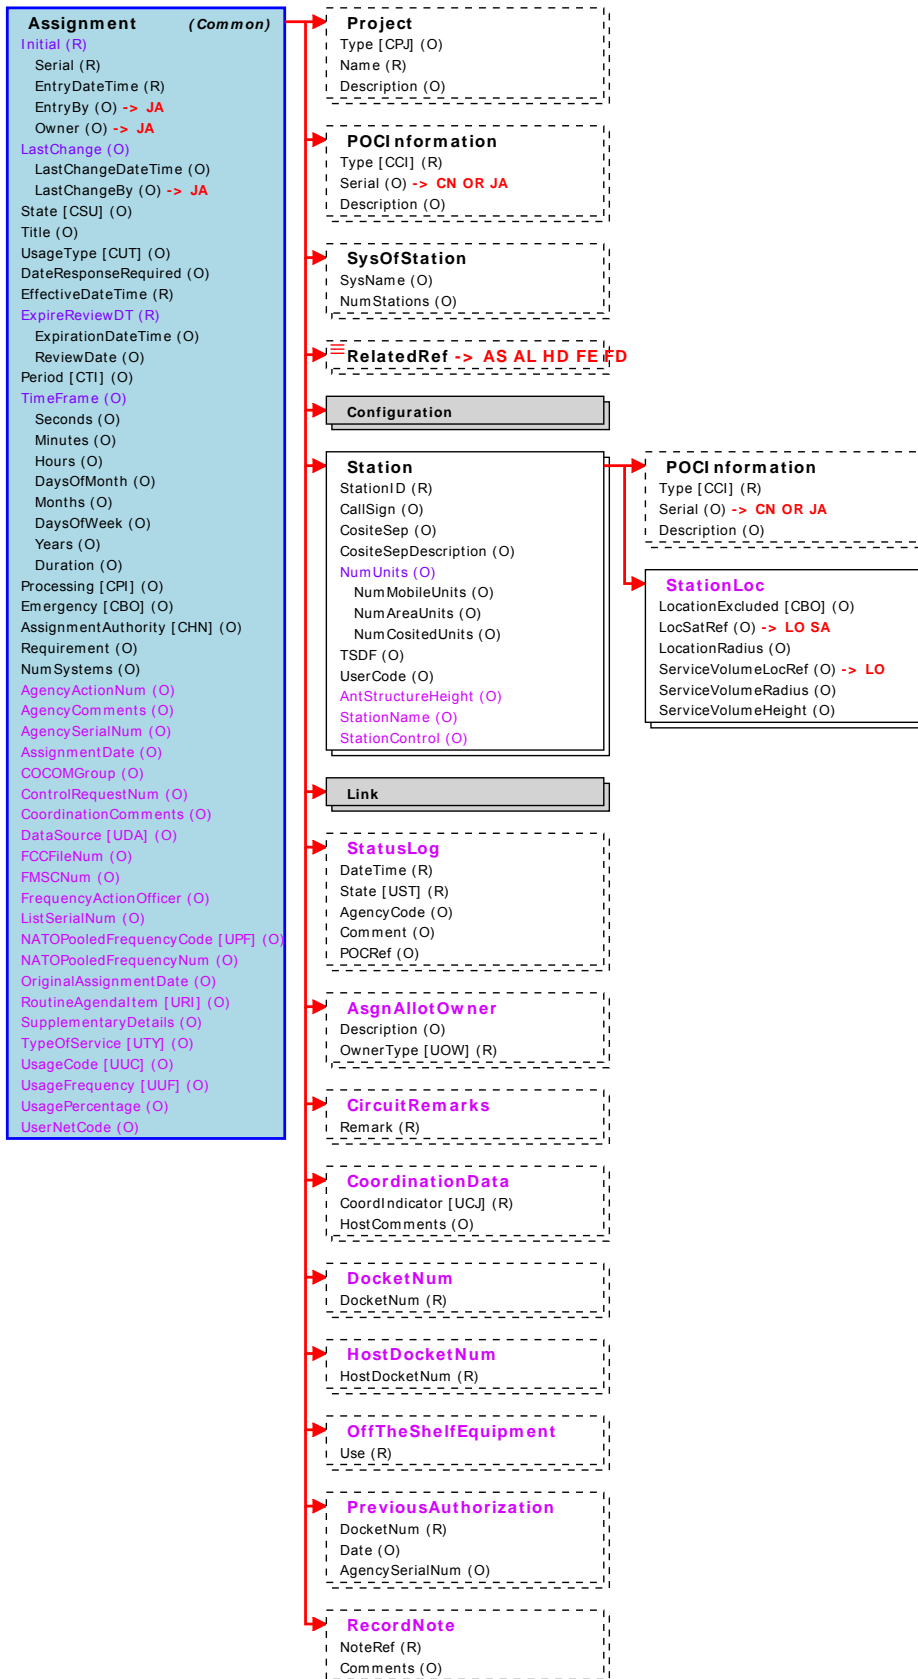 Assignment (Common)
Initial (R)
Serial (R)
EntryDateTime (R)
EntryBy (O) -> JA
Owner (O) -> JA
LastChange (O)
LastChangeDateTime (O)
LastChangeBy (O) -> JA
State [CSU] (O)
Title (O)
UsageType [CUT] (O)
DateResponseRequired (O)
EffectiveDateTime (R)
ExpireReviewDT (R)
ExpirationDateTime (O)
ReviewDate (O)
Period [CTI] (O)
TimeFrame (O)
Seconds (O)
Minutes (O)
Hours (O)
DaysOfMonth (O)
Months (O)
DaysOfWeek (O)
Years (O)
Duration (O)
Processing [CPI] (O)
Emergency [CBO] (O)
AssignmentAuthority [CHN] (O)
Requirement (O)
NumSystems (O)
AgencyActionNum (O)
AgencyComments (O)
AgencySerialNum (O)
AssignmentDate (O)
COCOMGroup (O)
ControlRequestNum (O)
CoordinationComments (O)
DataSource [UDA] (O)
FCCFileNum (O)
FMSCNum (O)
FrequencyActionOfficer (O)
ListSerialNum (O)
NATOPooledFrequencyCode [UPF] (O)
NATOPooledFrequencyNum (O)
OriginalAssignmentDate (O)
RoutineAgendaItem [URI] (O)
SupplementaryDetails (O)
TypeOfService [UTY] (O)
UsageCode [UUC] (O)
UsageFrequency [UUF] (O)
UsagePercentage (O)
UserNetCode (O)
Project
Type [CPJ] (O)
Name (R)
Description (O)
POCInformation
Type [CCI] (R)
Serial (O) -> CN OR JA
Description (O)
SysOfStation
SysName (O)
NumStations (O)
RelatedRef -> AS AL HD FE FD
Configuration
Station
StationID (R)
CallSign (O)
CositeSep (O)
CositeSepDescription (O)
NumUnits (O)
NumMobileUnits (O)
NumAreaUnits (O)
NumCositedUnits (O)
TSDF (O)
UserCode (O)
AntStructureHeight (O)
StationName (O)
StationControl (O)
POCInformation
Type [CCI] (R)
Serial (O) -> CN OR JA
Description (O)
StationLoc
LocationExcluded [CBO] (O)
LocSatRef (O) -> LO SA
LocationRadius (O)
ServiceVolumeLocRef (O) -> LO
ServiceVolumeRadius (O)
ServiceVolumeHeight (O)
Link
StatusLog
DateTime (R)
State [UST] (R)
AgencyCode (O)
Comment (O)
POCRef (O)
AsgnAllotOwner
Description (O)
OwnerType [UOW] (R)
CircuitRemarks
Remark (R)
CoordinationData
CoordIndicator [UCJ] (R)
HostComments (O)
DocketNum
DocketNum (R)
HostDocketNum
HostDocketNum (R)
OffTheShelfEquipment
Use (R)
PreviousAuthorization
DocketNum (R)
Date (O)
AgencySerialNum (O)
RecordNote
NoteRef (R)
Comments (O)